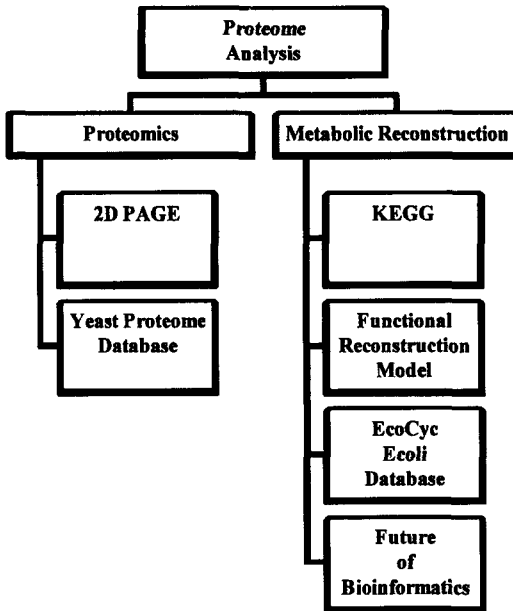 Proteome
Analysis
Proteomics
Metabolic Reconstruction
2D PAGE
KEGG
Yeast Proteome
Database
Functional
Reconstruction
Model
EcoCyc
Ecoli
Database
Future
of
Bioinformatics